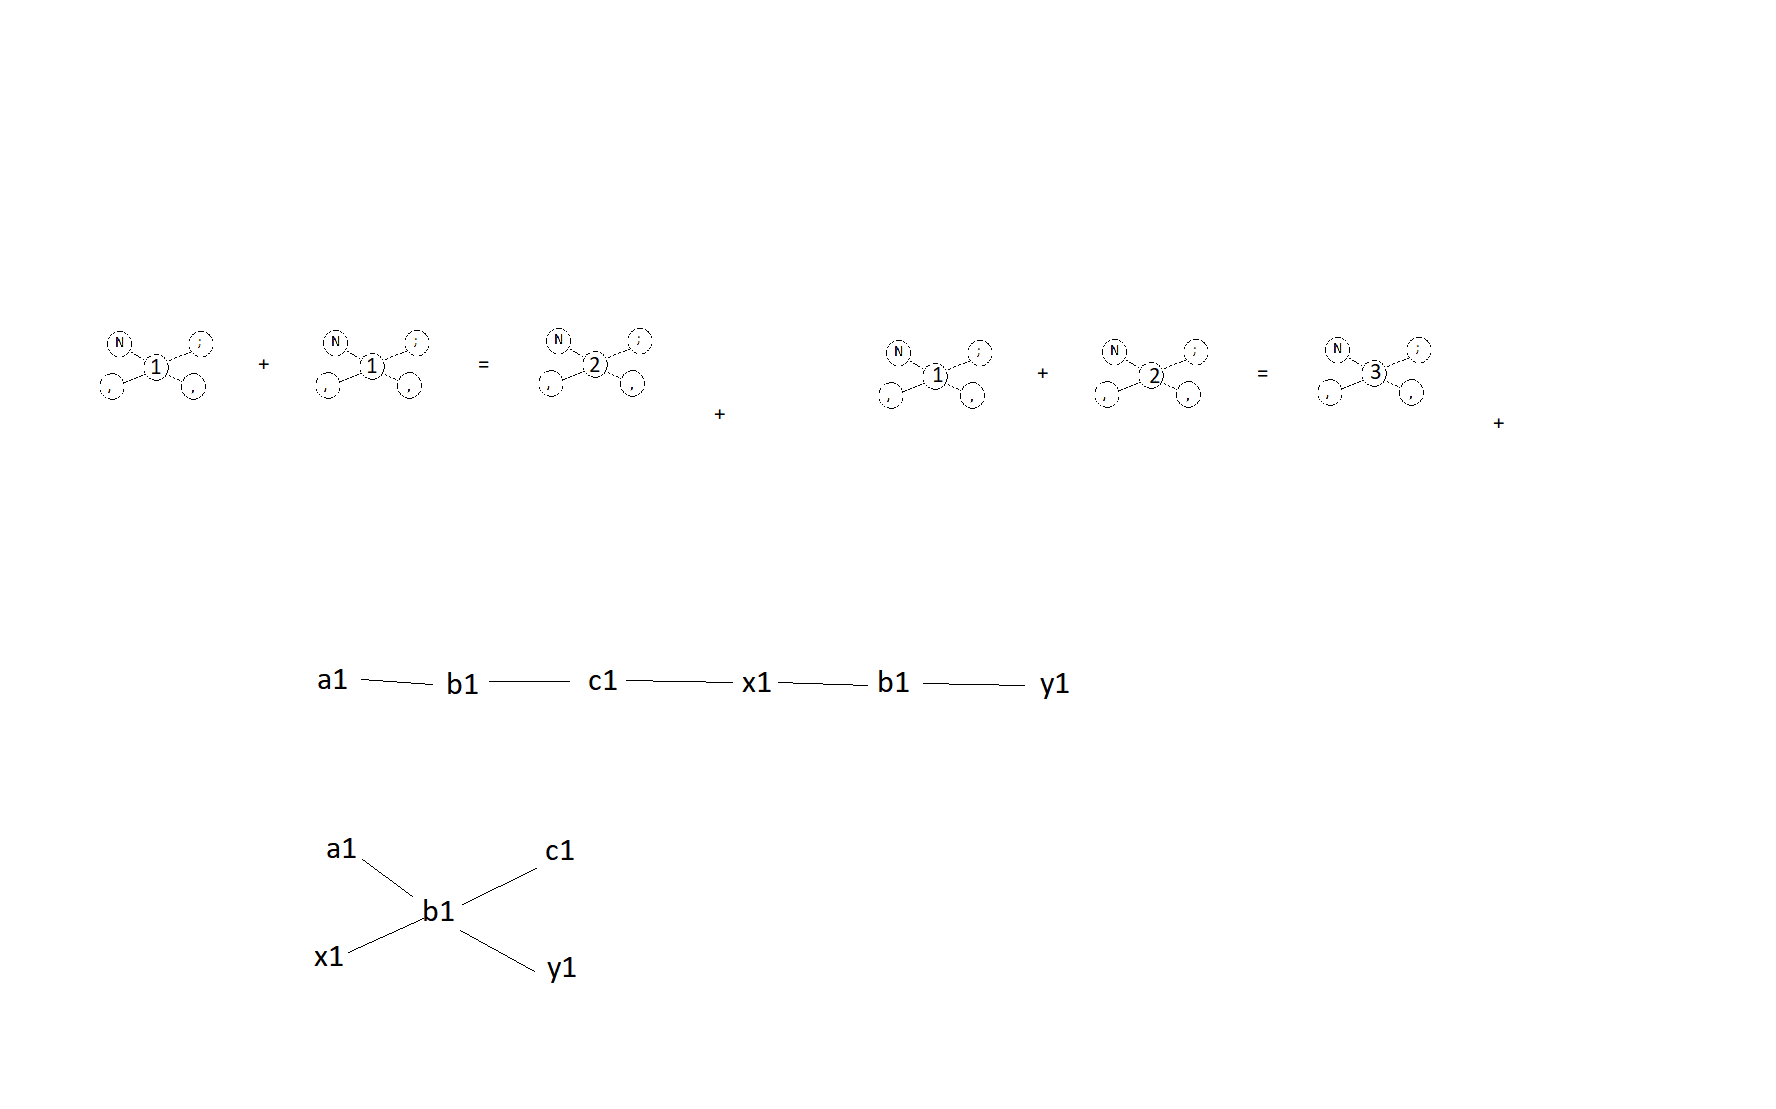 N ; N ; N ; N ; N ; N ;
1 + 1 = 2 1 + 2 = 3
, , , , , , , , , , , ,
+ +
a1 b1 c1 x1 b1 y1
a1 c1
b1
x1 y1